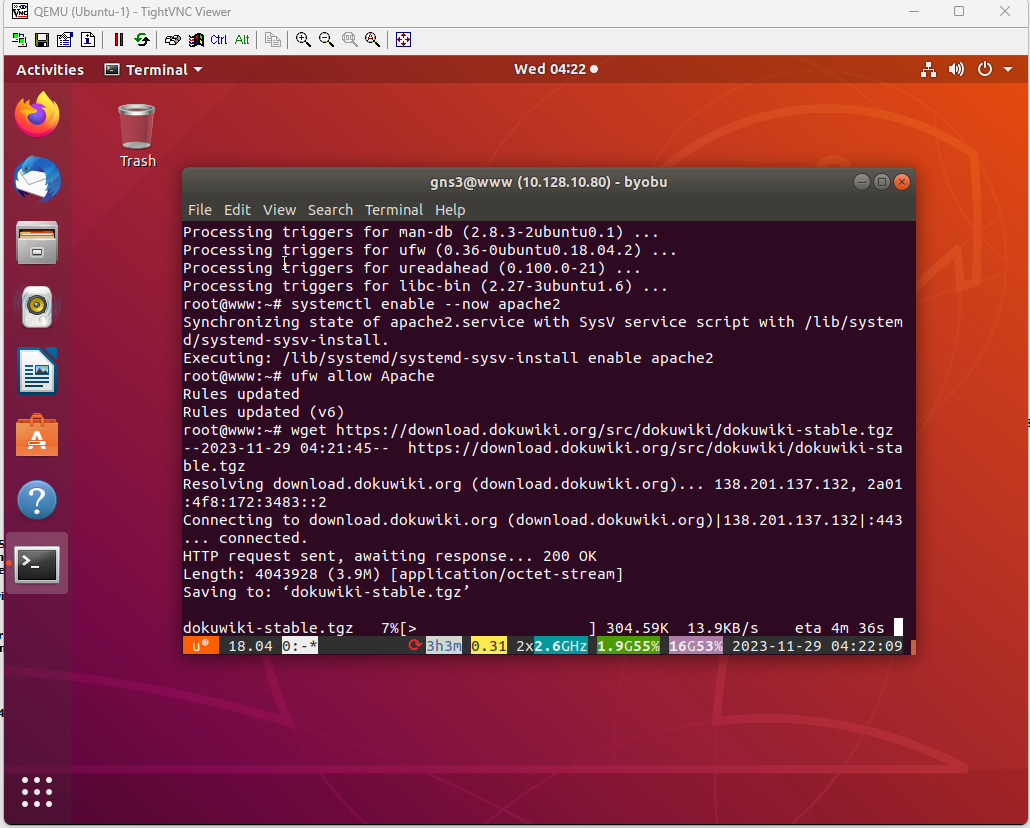 QEMU (Ubuntu-1) - TightVNC Viewer
Ctrl Alt
Activities Terminal Wed 04:22
Trash
gns3@www (10.128.10.80) - byobu
File Edit View Search Terminal Help
Processing triggers for man-db (2.8.3-2ubuntu0.1) ...
Processing triggers for ufw (0.36-0ubuntu0.18.04.2) ...
Processing triggers for ureadahead (0.100.0-21) ...
Processing triggers for libc-bin (2.27-3ubuntu1.6) ...
root@www:~# systemctl enable --now apache2
Synchronizing state of apache2.service with SysV service script with /lib/system
d/systemd-sysv-install.
Executing: /lib/systemd/systemd-sysv-install enable apache2
root@www:~# ufw allow Apache
Rules updated
Rules updated (v6)
root@www:~# wget https://download.dokuwiki.org/src/dokuwiki/dokuwiki-stable.tgz
--2023-11-29 04:21:45--  https://download.dokuwiki.org/src/dokuwiki/dokuwiki-sta
ble.tgz
Resolving download.dokuwiki.org (download.dokuwiki.org)... 138.201.137.132, 2a01
:4f8:172:3483::2
Connecting to download.dokuwiki.org (download.dokuwiki.org)|138.201.137.132|:443
... connected.
HTTP request sent, awaiting response... 200 OK
Length: 4043928 (3.9M) [application/octet-stream]
Saving to: ‘dokuwiki-stable.tgz’
dokuwiki-stable.tgz   7%[>                    ] 304.59K  13.9KB/s    eta 4m 36s
u® 18.04 0:-* 3h3m 0.31 2x2.6GHz 1.9G55% 16G53% 2023-11-29 04:22:09